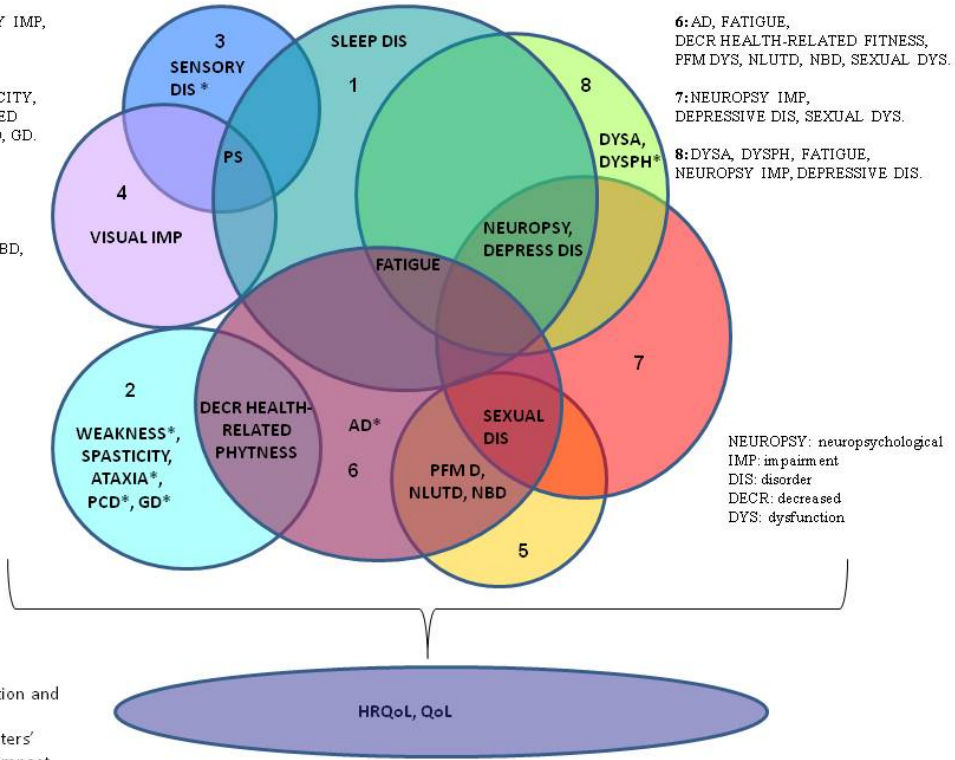 Y IMP,
CITY,
ED
D, GD.
BD,
3
SENSORY
DIS *
SLEEP DIS
1
8
DYSA,
DYSPH*
PS
4
VISUAL IMP
NEUROPSY,
DEPRESS DIS
FATIGUE
7
2
WEAKNESS*,
SPASTICITY,
ATAXIA*,
PCD*, GD*
DECR HEALTH-
RELATED
PHYTNESS
AD*
6
SEXUAL
DIS
PFM D,
NLUTD, NBD
5
6: AD, FATIGUE,
DECR HEALTH-RELATED FITNESS,
PFM DYS, NLUTD, NBD, SEXUAL DYS.
7: NEUROPSY IMP,
DEPRESSIVE DIS, SEXUAL DYS.
8: DYSA, DYSPH, FATIGUE,
NEUROPSY IMP, DEPRESSIVE DIS.
NEUROPSY: neuropsychological
IMP: impairment
DIS: disorder
DECR: decreased
DYS: dysfunction
HRQoL, QoL
tion and
ters'